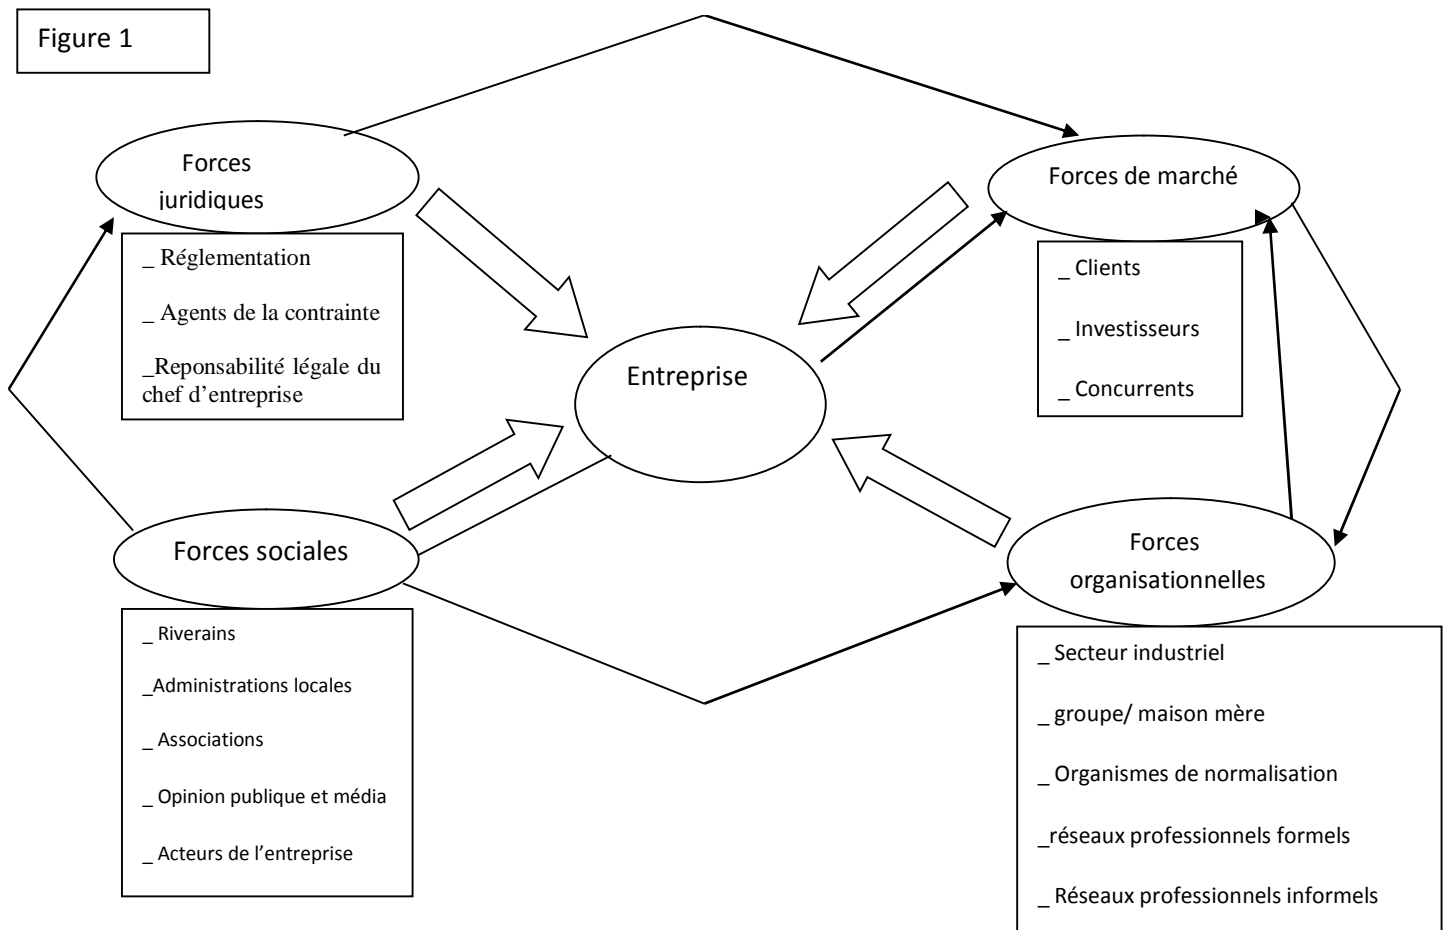 Figure 1
Forces
juridiques
_ Réglementation
_ Agents de la contrainte
_Reponsabilité légale du
chef d’entreprise
Forces de marché
_ Clients
_ Investisseurs
_ Concurrents
Entreprise
Forces sociales
_ Riverains
_Administrations locales
_ Associations
_ Opinion publique et média
_ Acteurs de l’entreprise
Forces
organisationnelles
_ Secteur industriel
_ groupe/ maison mère
_ Organismes de normalisation
_réseaux professionnels formels
_ Réseaux professionnels informels